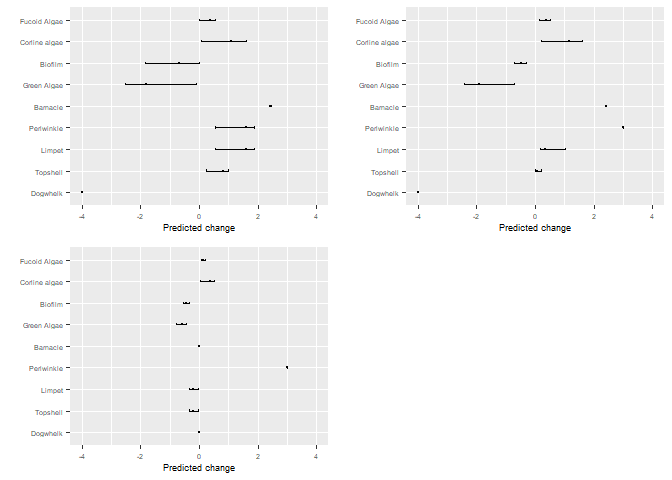 Fucoid Algae
Corline algae
Biofilm
Green Algae
Barnacle
Periwinkle
Limpet
Topshell
Dogwhelk
-4 -2 0 2 4
Predicted change
Fucoid Algae
Corline algae
Biofilm
Green Algae
Barnacle
Periwinkle
Limpet
Topshell
Dogwhelk
-4 -2 0 2 4
Predicted change
Fucoid Algae
Corline algae
Biofilm
Green Algae
Barnacle
Periwinkle
Limpet
Topshell
Dogwhelk
-4 -2 0 2 4
Predicted change